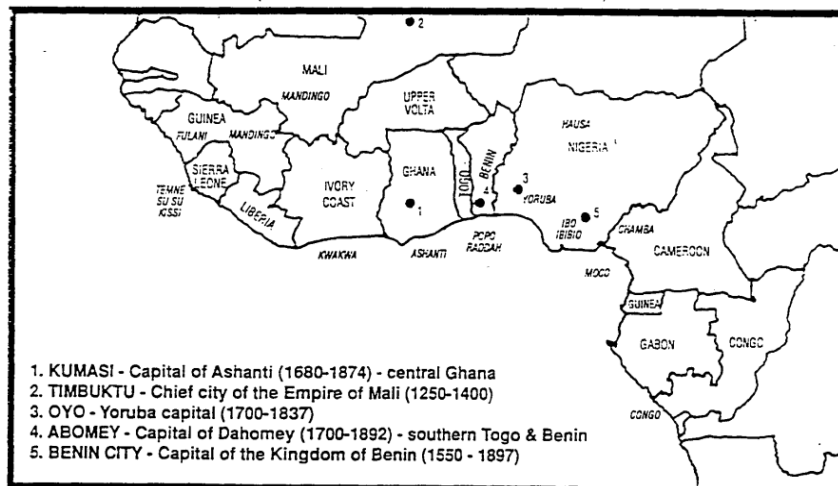 2
MALI
MANDINGO
UPPER
VOLTA
GUINEA
FULANI
MANDINGO
HAUSA
NIGERIA
SIERRA
LEONE
TEMNE
SU SU
KISSI
LIBERIA
IVORY
COAST
GHANA
1
TOGO
BENIN
4
3
YORUBA
5
IBO
IBIBIO
CHAMBA
CAMEROON
KWAKWA
ASHANTI
POPO
RADDAH
MOCO
GUINEA
GABON
CONGO
CONGO
1. KUMASI - Capital of Ashanti (1680-1874) - central Ghana
2. TIMBUKTU - Chief city of the Empire of Mali (1250-1400)
3. OYO - Yoruba capital (1700-1837)
4. ABOMEY - Capital of Dahomey (1700-1892) - southern Togo & Benin
5. BENIN CITY - Capital of the Kingdom of Benin (1550 - 1897)